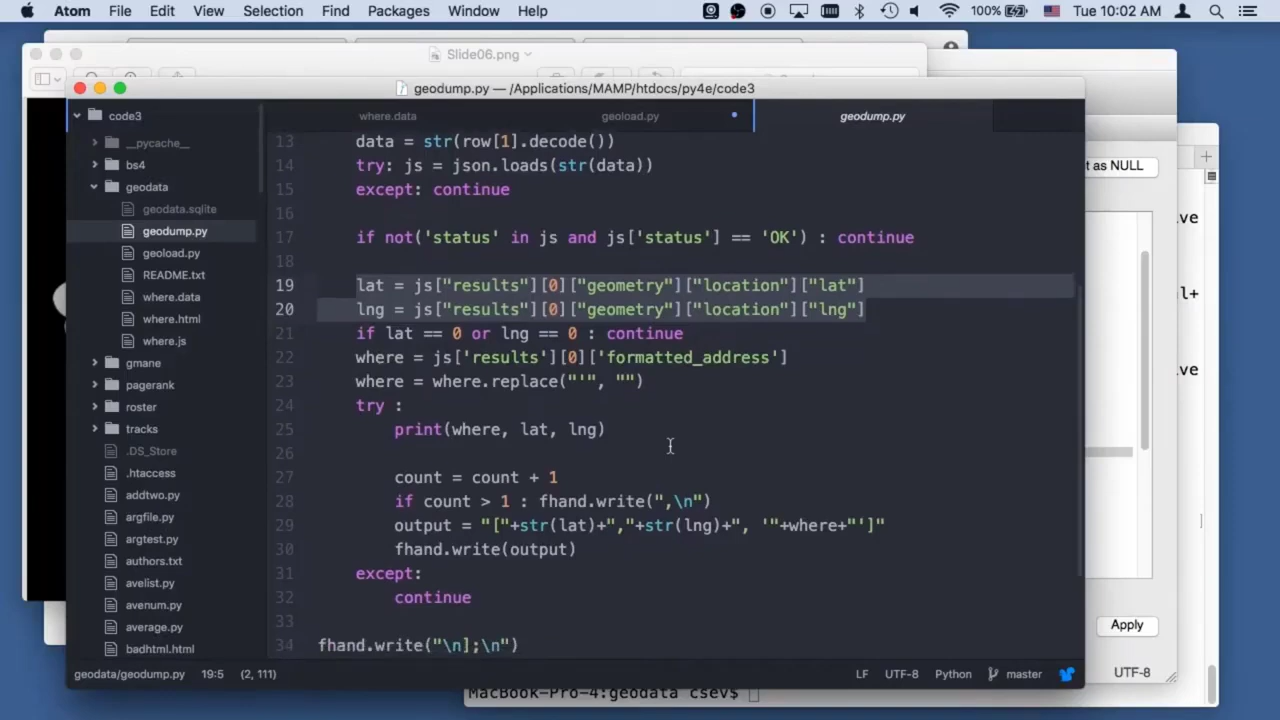 Atom File Edit View Selection Find Packages Window Help 100% Tue 10:02 AM
Slide06.png
geodump.py — /Applications/MAMP/htdocs/py4e/code3
code3
__pycache__
bs4
geodata
geodata.sqlite
geodump.py
geoload.py
README.txt
where.data
where.html
where.js
gmane
pagerank
roster
tracks
.DS_Store
.htaccess
addtwo.py
argfile.py
argtest.py
authors.txt
avelist.py
avenum.py
average.py
badhtml.html
where.data geoload.py geodump.py
13 data = str(row[1].decode())
14 try: js = json.loads(str(data))
15 except: continue
16
17 if not('status' in js and js['status'] == 'OK') : continue
18
19 lat = js["results"][0]["geometry"]["location"]["lat"]
20 lng = js["results"][0]["geometry"]["location"]["lng"]
21 if lat == 0 or lng == 0 : continue
22 where = js['results'][0]['formatted_address']
23 where = where.replace("'", "")
24 try :
25 print(where, lat, lng)
26
27 count = count + 1
28 if count > 1 : fhand.write(",\n")
29 output = "["+str(lat)+","+str(lng)+", '"+where+"']"
30 fhand.write(output)
31 except:
32 continue
33
34 fhand.write("\n];\n")
geodata/geodump.py 19:5 (2, 111) LF UTF-8 Python master
t as NULL
ve
l+
ve
Apply
UTF-8
MacBook-Pro-4:geodata csev$